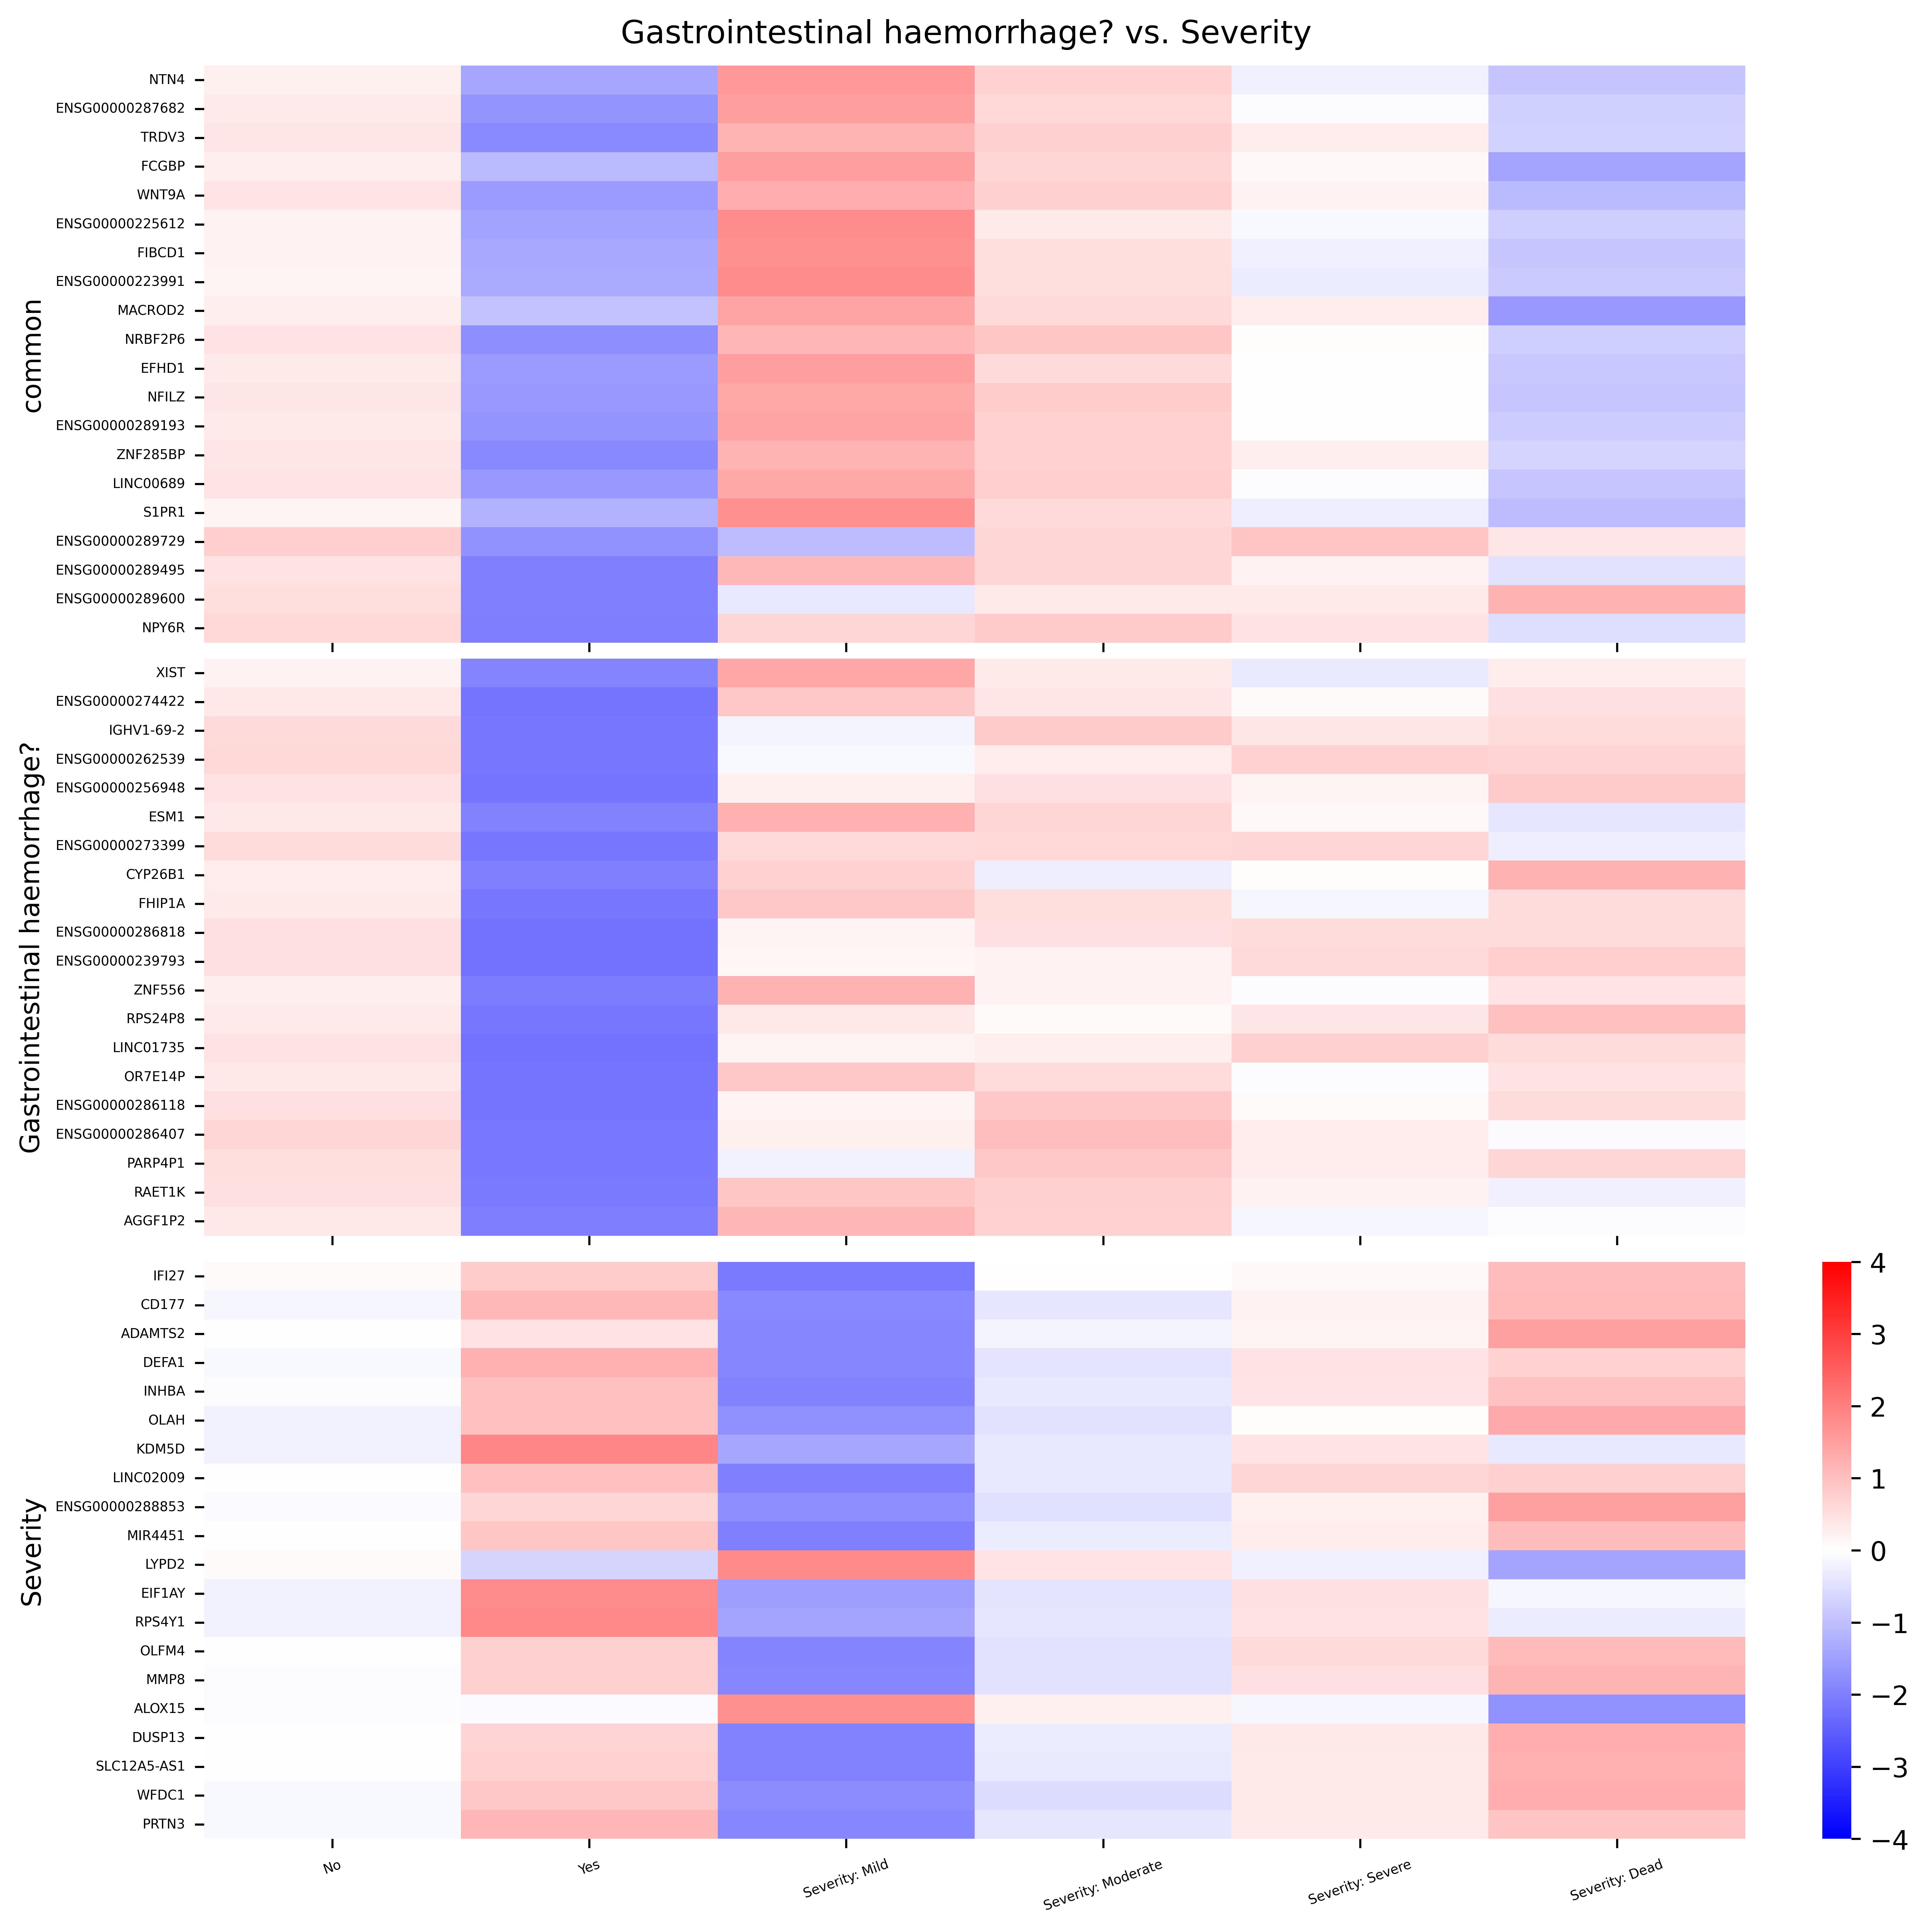 Gastrointestinal haemorrhage? vs. Severity
common
NTN4
ENSG00000287682
TRDV3
FCGBP
WNT9A
ENSG00000225612
FIBCD1
ENSG00000223991
MACROD2
NRBF2P6
EFHD1
NFILZ
ENSG00000289193
ZNF285BP
LINC00689
S1PR1
ENSG00000289729
ENSG00000289495
ENSG00000289600
NPY6R
Gastrointestinal haemorrhage?
XIST
ENSG00000274422
IGHV1-69-2
ENSG00000262539
ENSG00000256948
ESM1
ENSG00000273399
CYP26B1
FHIP1A
ENSG00000286818
ENSG00000239793
ZNF556
RPS24P8
LINC01735
OR7E14P
ENSG00000286118
ENSG00000286407
PARP4P1
RAET1K
AGGF1P2
Severity
IFI27
CD177
ADAMTS2
DEFA1
INHBA
OLAH
KDM5D
LINC02009
ENSG00000288853
MIR4451
LYPD2
EIF1AY
RPS4Y1
OLFM4
MMP8
ALOX15
DUSP13
SLC12A5-AS1
WFDC1
PRTN3
No
Yes
Severity: Mild
Severity: Moderate
Severity: Severe
Severity: Dead
4
3
2
1
0
−1
−2
−3
−4